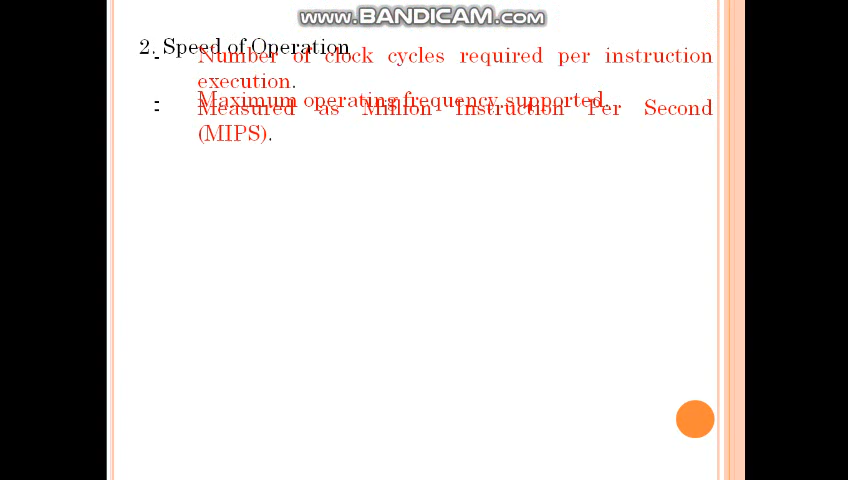 www.BANDICAM.com
2. Speed of Operation
- Number of clock cycles required per instruction
execution.
- Maximum operating frequency supported.
- Measured as Million Instruction Per Second
(MIPS).